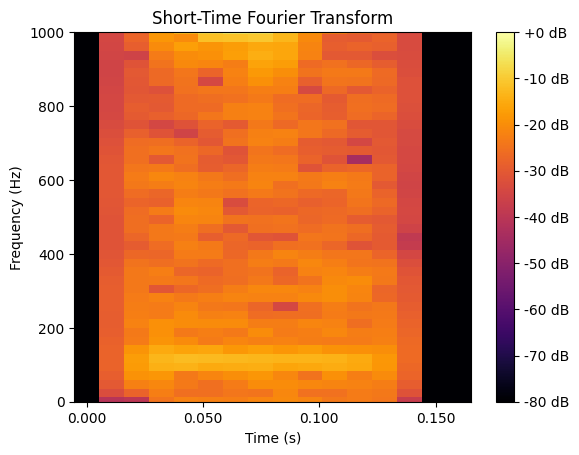 Short-Time Fourier Transform
1000
800
600
400
200
0
Frequency (Hz)
0.000
0.050
0.100
0.150
Time (s)
+0 dB
-10 dB
-20 dB
-30 dB
-40 dB
-50 dB
-60 dB
-70 dB
-80 dB